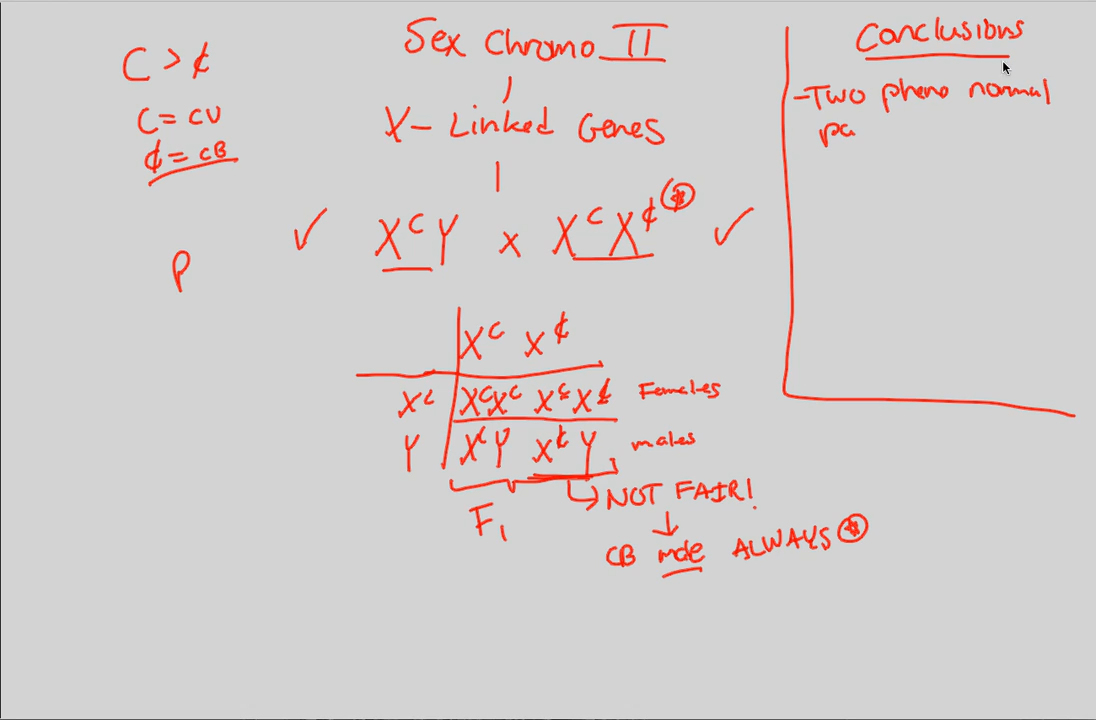 Sex Chromo II
X- Linked Genes
C > ¢
C = CV
¢ = CB
P
X^C Y x X^C X^¢ *
X^C X^¢
X^C X^C X^C X^C X^¢ Females
Y X^C Y X^¢ Y males
F1
NOT FAIR!
CB male ALWAYS *
Conclusions
-Two pheno normal
pa